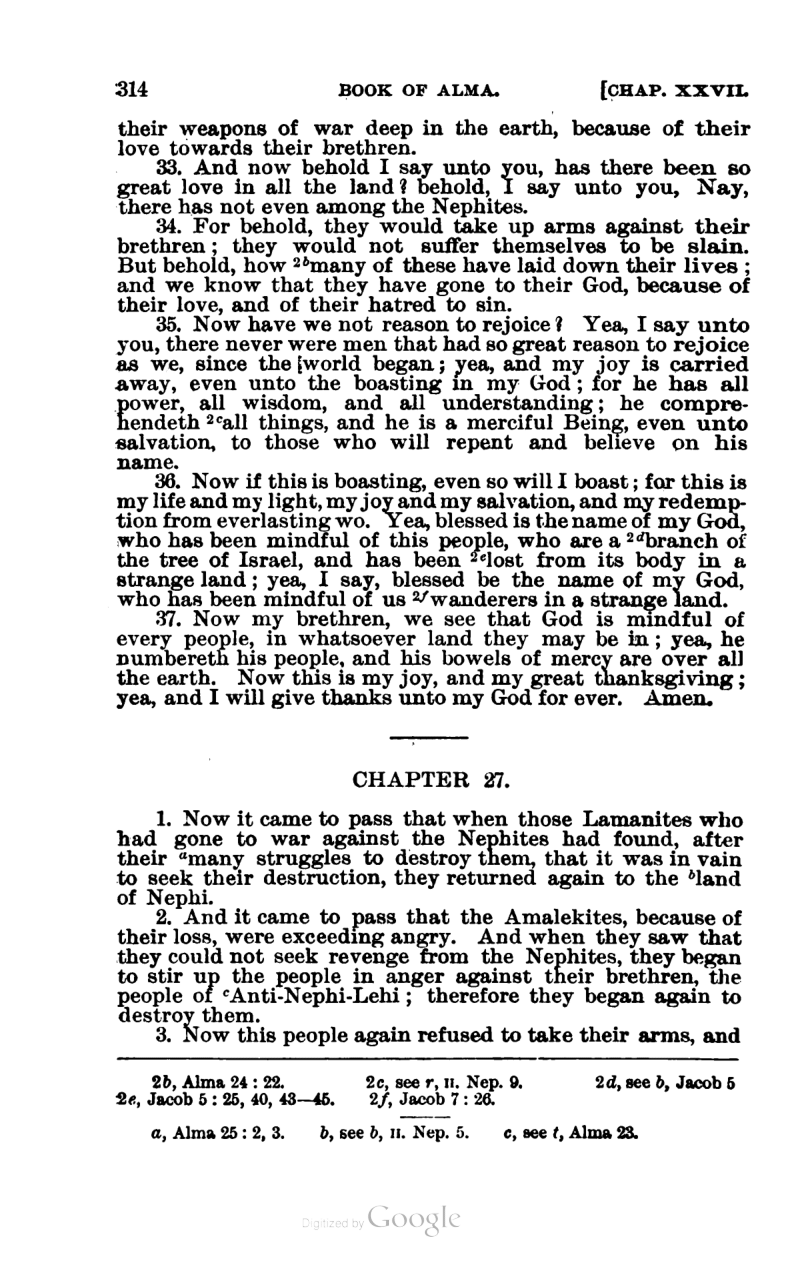 314 BOOK OF ALMA. [CHAP. XXVII.
their weapons of war deep in the earth, because of their
love towards their brethren.
33. And now behold I say unto you, has there been so
great love in all the land? behold, I say unto you, Nay,
there has not even among the Nephites.
34. For behold, they would take up arms against their
brethren; they would not suffer themselves to be slain.
But behold, how 2bmany of these have laid down their lives;
and we know that they have gone to their God, because of
their love, and of their hatred to sin.
35. Now have we not reason to rejoice? Yea, I say unto
you, there never were men that had so great reason to rejoice
as we, since the [world began; yea, and my joy is carried
away, even unto the boasting in my God; for he has all
power, all wisdom, and all understanding; he compre-
hendeth 2call things, and he is a merciful Being, even unto
salvation, to those who will repent and believe on his
name.
36. Now if this is boasting, even so will I boast; for this is
my life and my light, my joy and my salvation, and my redemp-
tion from everlasting wo. Yea, blessed is the name of my God,
who has been mindful of this people, who are a 2dbranch of
the tree of Israel, and has been 2elost from its body in a
strange land; yea, I say, blessed be the name of my God,
who has been mindful of us 2fwanderers in a strange land.
37. Now my brethren, we see that God is mindful of
every people, in whatsoever land they may be in; yea, he
numbereth his people, and his bowels of mercy are over all
the earth. Now this is my joy, and my great thanksgiving;
yea, and I will give thanks unto my God for ever. Amen.
CHAPTER 27.
1. Now it came to pass that when those Lamanites who
had gone to war against the Nephites had found, after
their amany struggles to destroy them, that it was in vain
to seek their destruction, they returned again to the bland
of Nephi.
2. And it came to pass that the Amalekites, because of
their loss, were exceeding angry. And when they saw that
they could not seek revenge from the Nephites, they began
to stir up the people in anger against their brethren, the
people of cAnti-Nephi-Lehi; therefore they began again to
destroy them.
3. Now this people again refused to take their arms, and
2b, Alma 24:22. 2c, see r, II. Nep. 9. 2d, see b, Jacob 5
2e, Jacob 5:25, 40, 43—45. 2f, Jacob 7:26.
a, Alma 25:2, 3. b, see b, II. Nep. 5. c, see t, Alma 23.
Digitized by Google